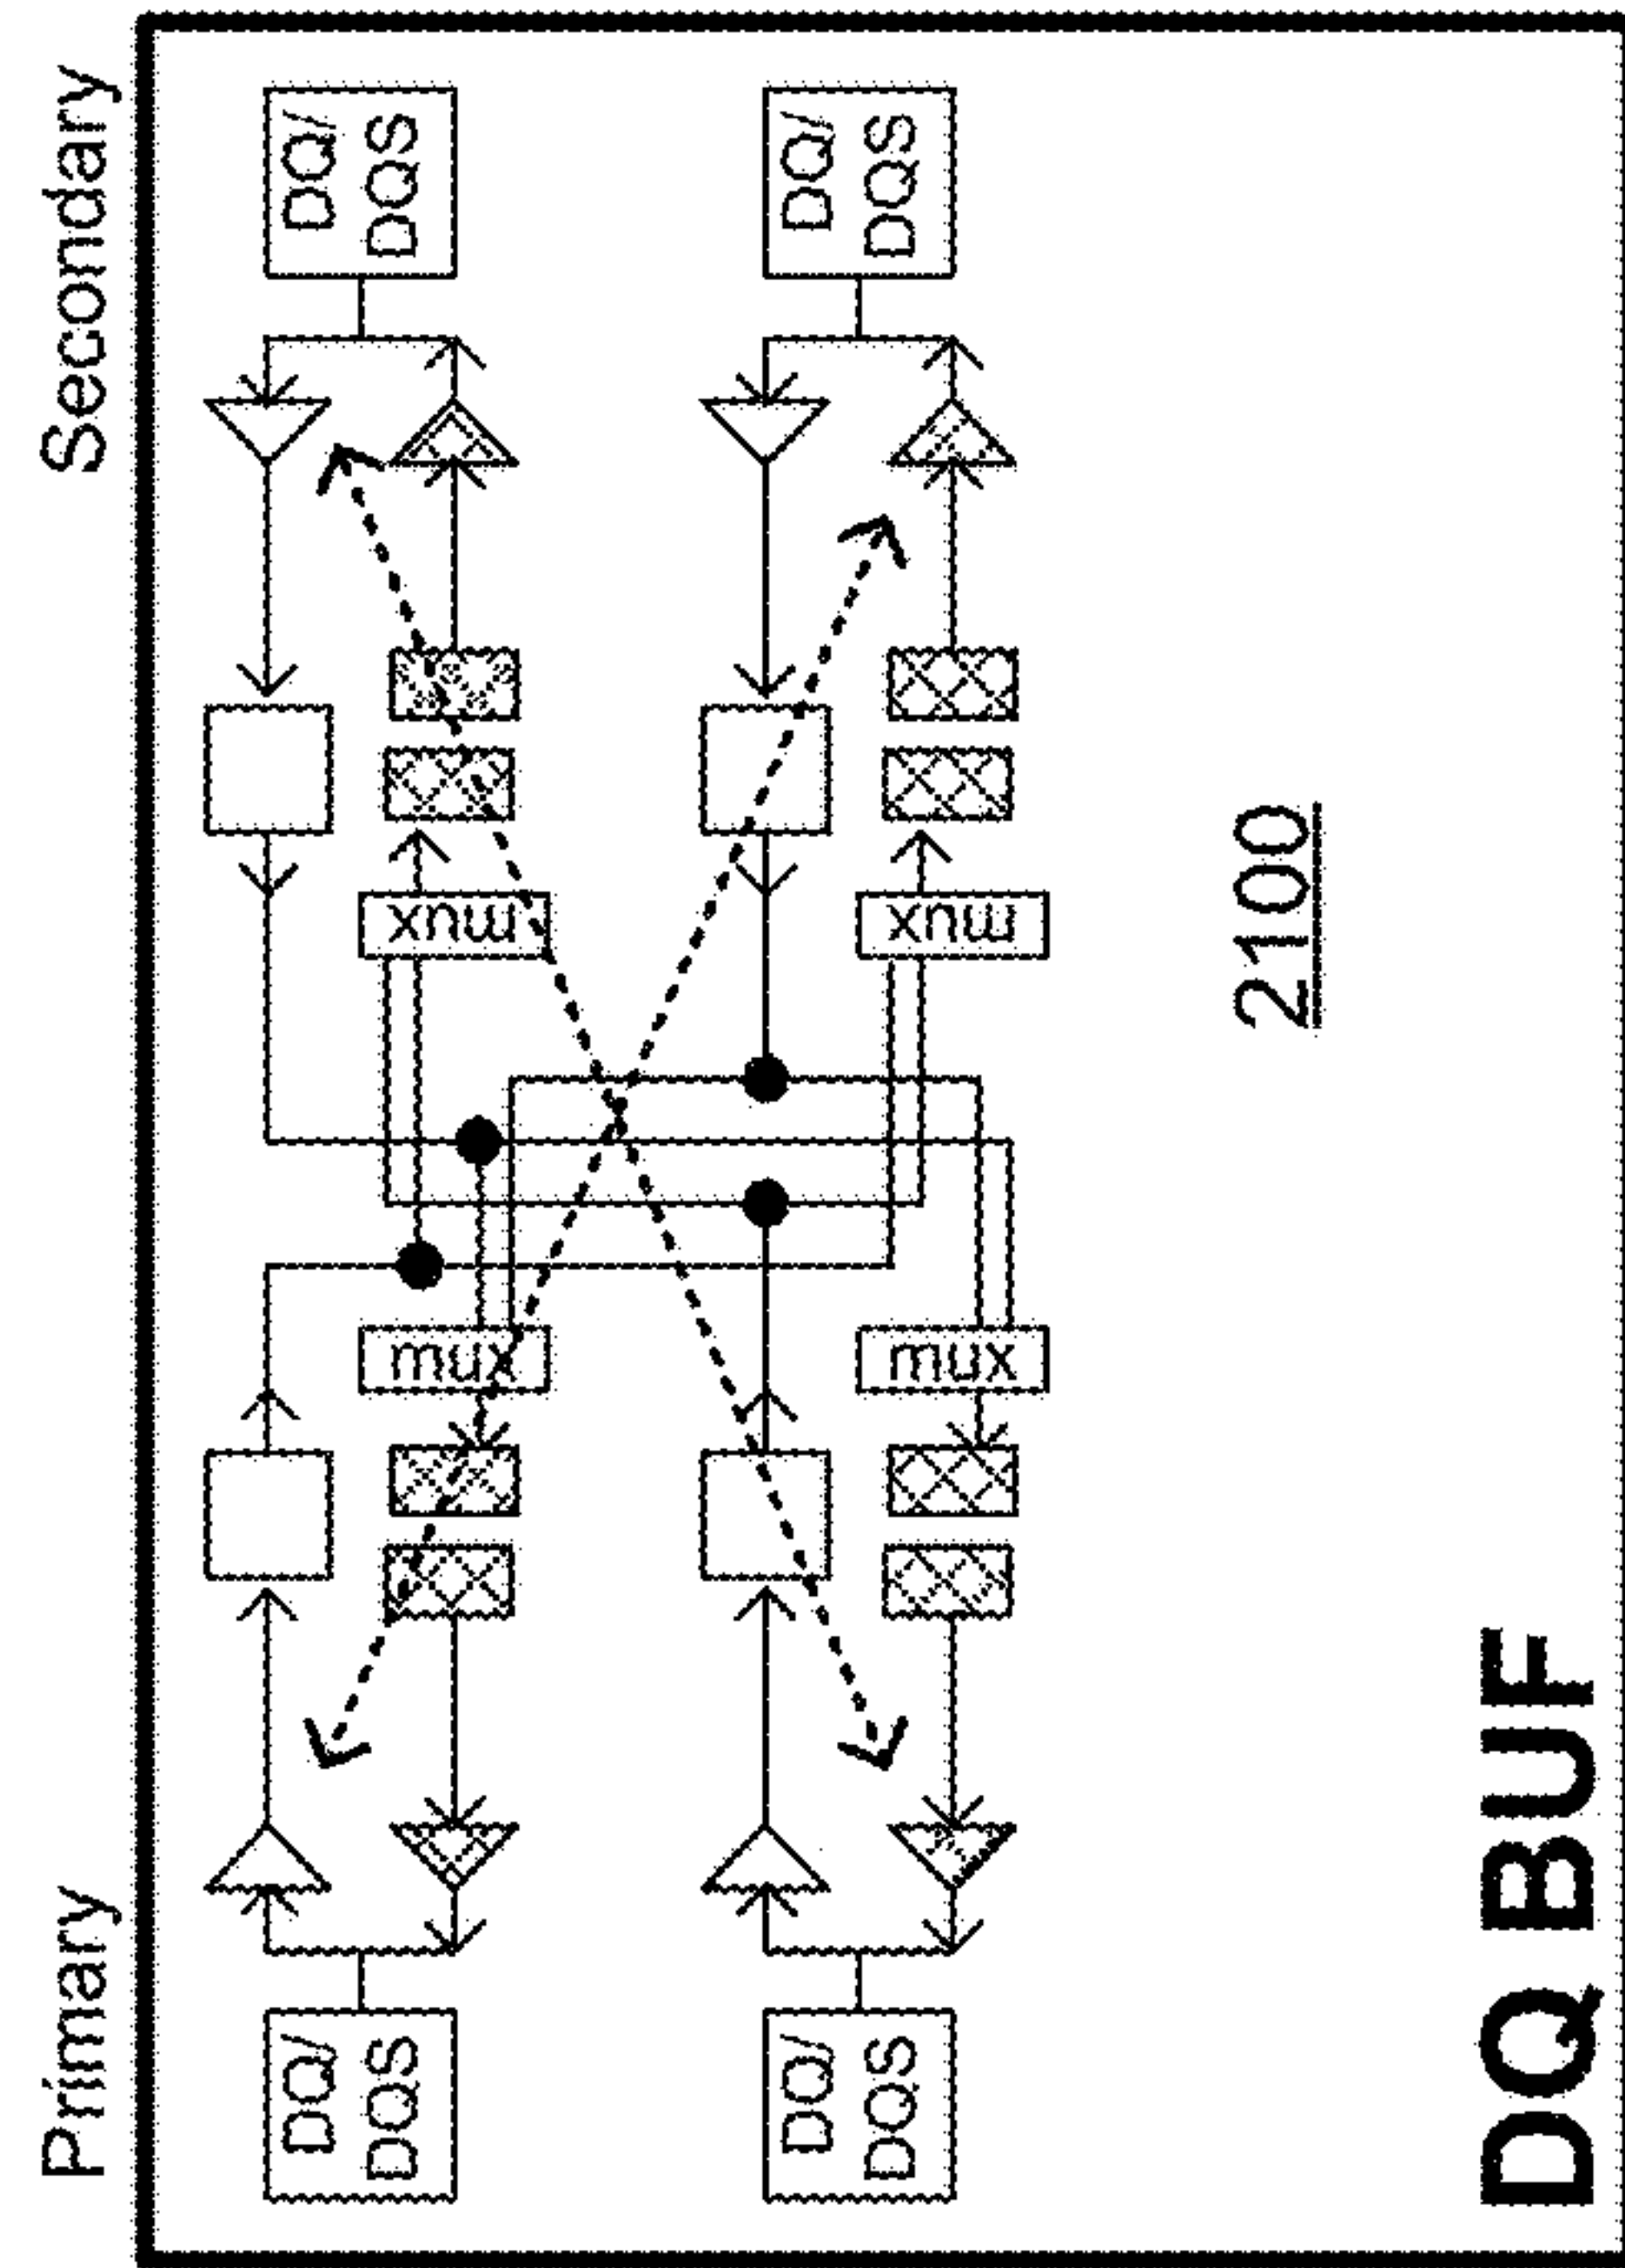 Primary
Secondary
DQ/
DQS
mux
mux
DQ/
DQS
DQ/
DQS
mux
mux
DQ/
DQS
2100
DQ BUF